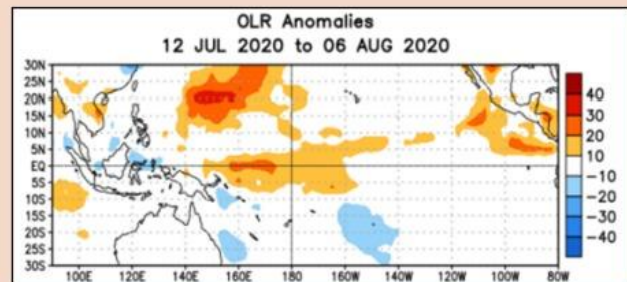 OLR Anomalies
12 JUL 2020 to 06 AUG 2020
30N
25N
20N
15N
10N
5N
EQ
5S
10S
15S
20S
25S
30S
100E 120E 140E 160E 180 160W 140W 120W 100W 80W
40
30
20
10
-10
-20
-30
-40